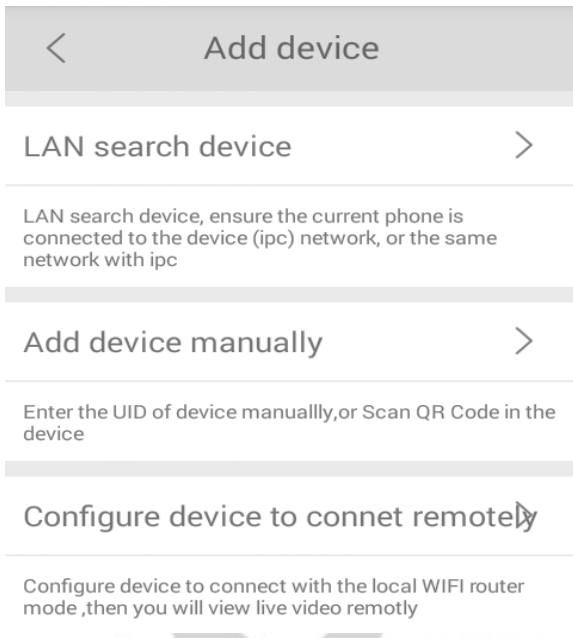 Add device
LAN search device
LAN search device, ensure the current phone is
connected to the device (ipc) network, or the same
network with ipc
Add device manually
Enter the UID of device manuallly,or Scan QR Code in the
device
Configure device to connet remotely
Configure device to connect with the local WIFI router
mode ,then you will view live video remotly